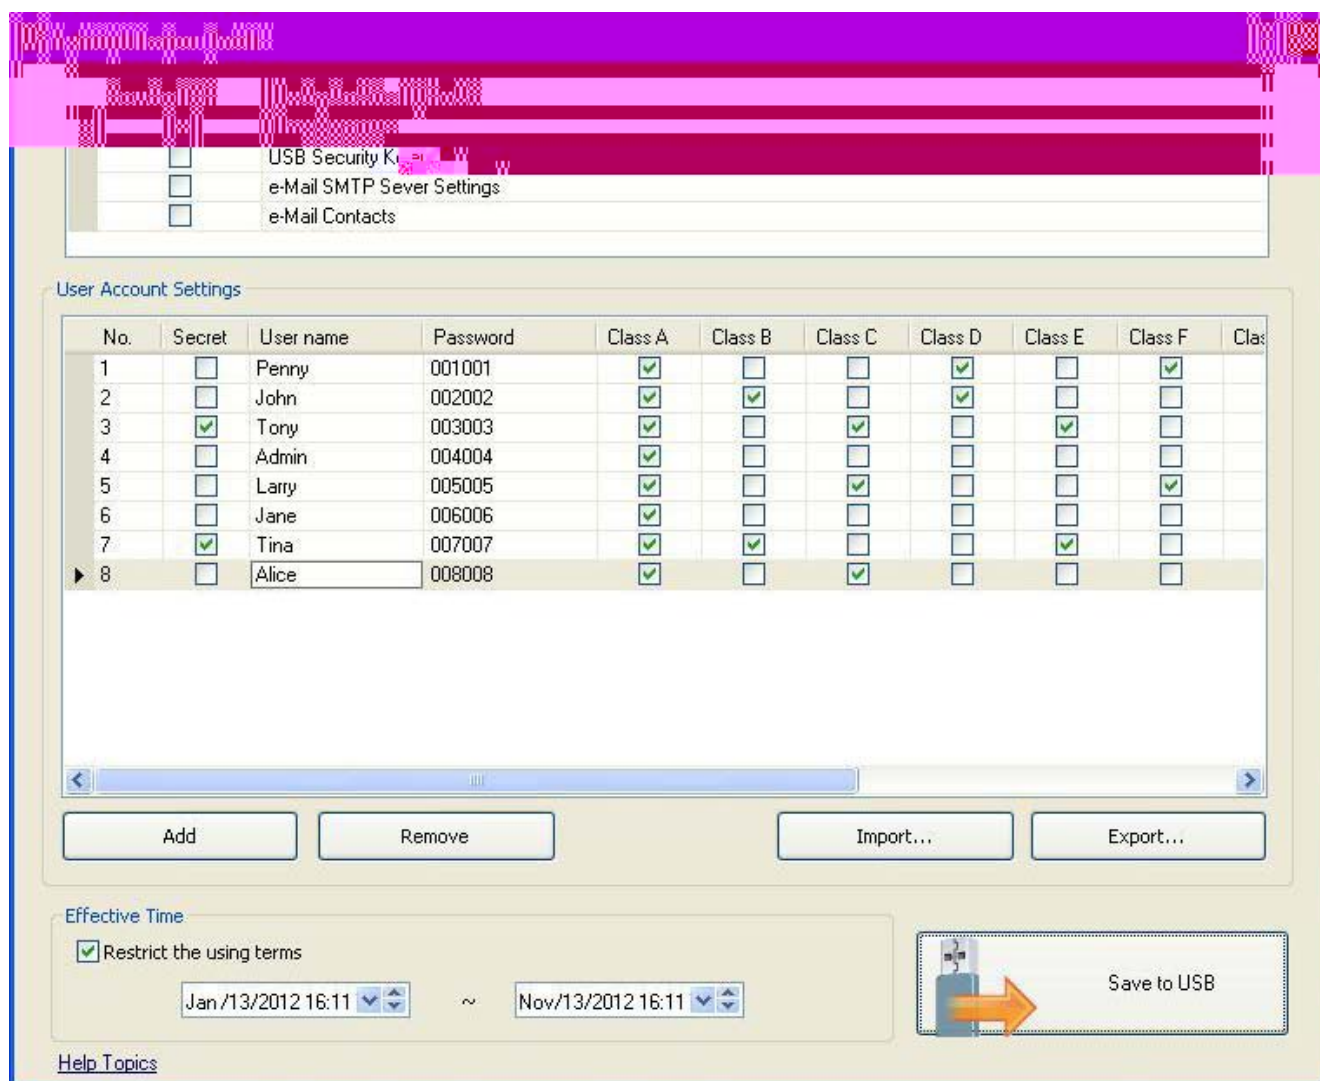 USB Security
e-Mail SMTP Sever Settings
e-Mail Contacts
User Account Settings
No. Secret User name Password Class A Class B Class C Class D Class E Class F
1 Penny 001001
2 John 002002
3 Tony 003003
4 Admin 004004
5 Larry 005005
6 Jane 006006
7 Tina 007007
8 Alice 008008
Add Remove Import... Export...
Effective Time
Restrict the using terms
Jan /13/2012 16:11 ~ Nov/13/2012 16:11
Save to USB
Help Topics